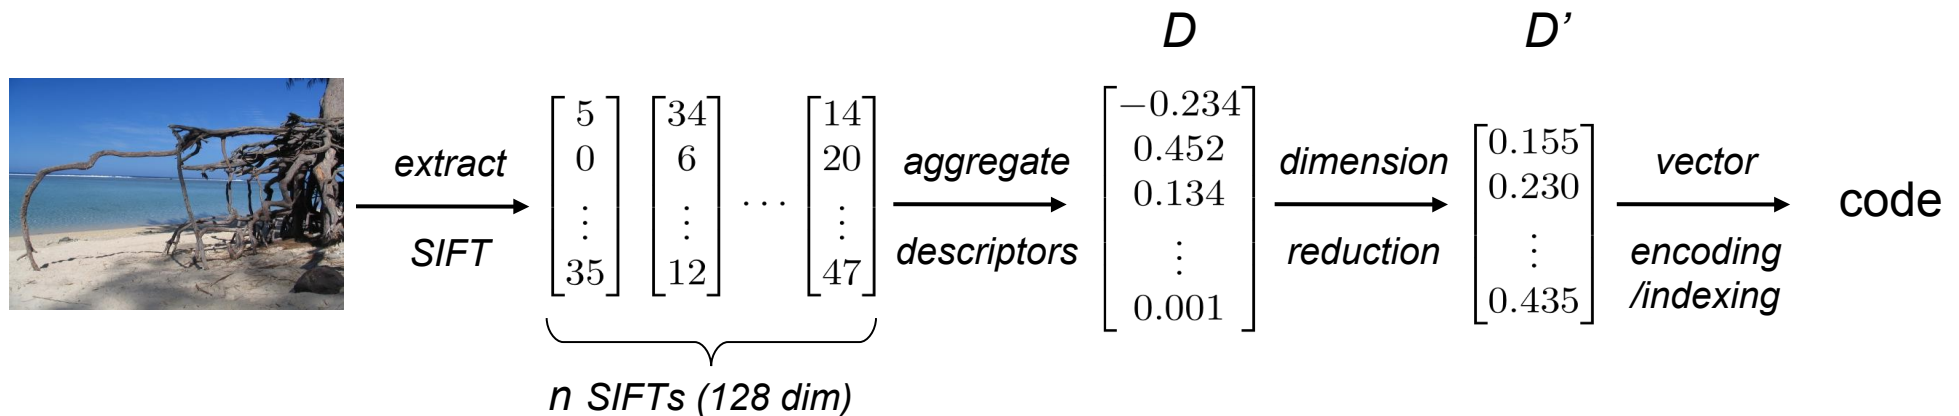 D
D’
extract
SIFT
5
0
⋮
35
34
6
⋮
12
⋯
14
20
⋮
47
n SIFTs (128 dim)
aggregate
descriptors
−0.234
0.452
0.134
⋮
0.001
dimension
reduction
0.155
0.230
⋮
0.435
vector
encoding
/indexing
code